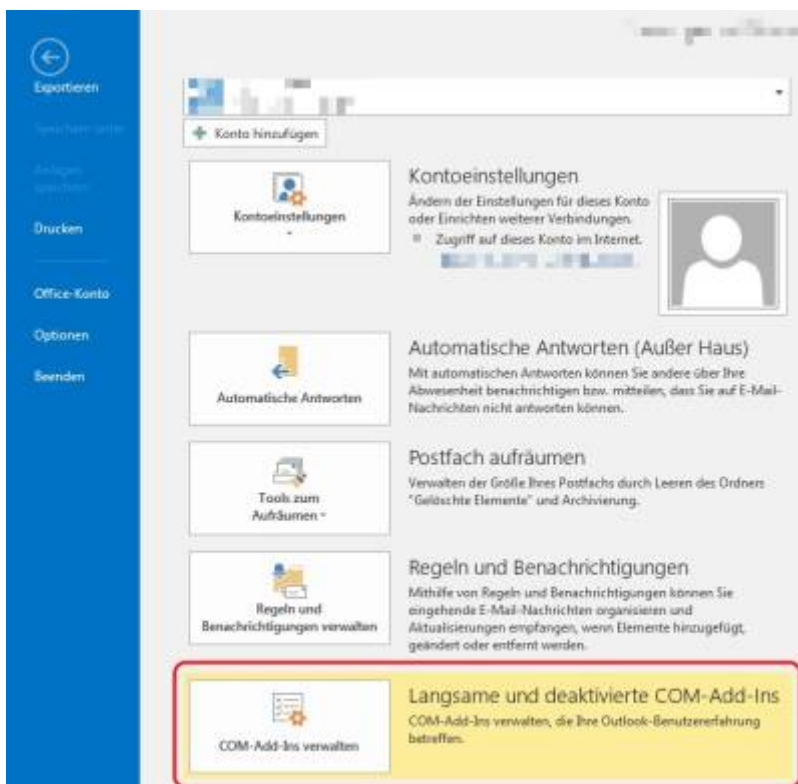 Exportieren
Speichern unter
Anlagen
speichern
Drucken
Office-Konto
Optionen
Beenden
Konto hinzufügen
Kontoeinstellungen
Kontoeinstellungen
Ändern der Einstellungen für dieses Konto
oder Einrichten weiterer Verbindungen.
Zugriff auf dieses Konto im Internet.
Automatische Antworten
Automatische Antworten (Außer Haus)
Mit automatischen Antworten können Sie andere über Ihre
Abwesenheit benachrichtigen bzw. mitteilen, dass Sie auf E-Mail-
Nachrichten nicht antworten können.
Tools zum
Aufräumen
Postfach aufräumen
Verwalten der Größe Ihres Postfachs durch Leeren des Ordners
"Gelöschte Elemente" und Archivierung.
Regeln und
Benachrichtigungen verwalten
Regeln und Benachrichtigungen
Mithilfe von Regeln und Benachrichtigungen können Sie
eingehende E-Mail-Nachrichten organisieren und
Aktualisierungen empfangen, wenn Elemente hinzugefügt,
geändert oder entfernt werden.
COM-Add-Ins verwalten
Langsame und deaktivierte COM-Add-Ins
COM-Add-Ins verwalten, die Ihre Outlook-Benutzererfahrung
betreffen.